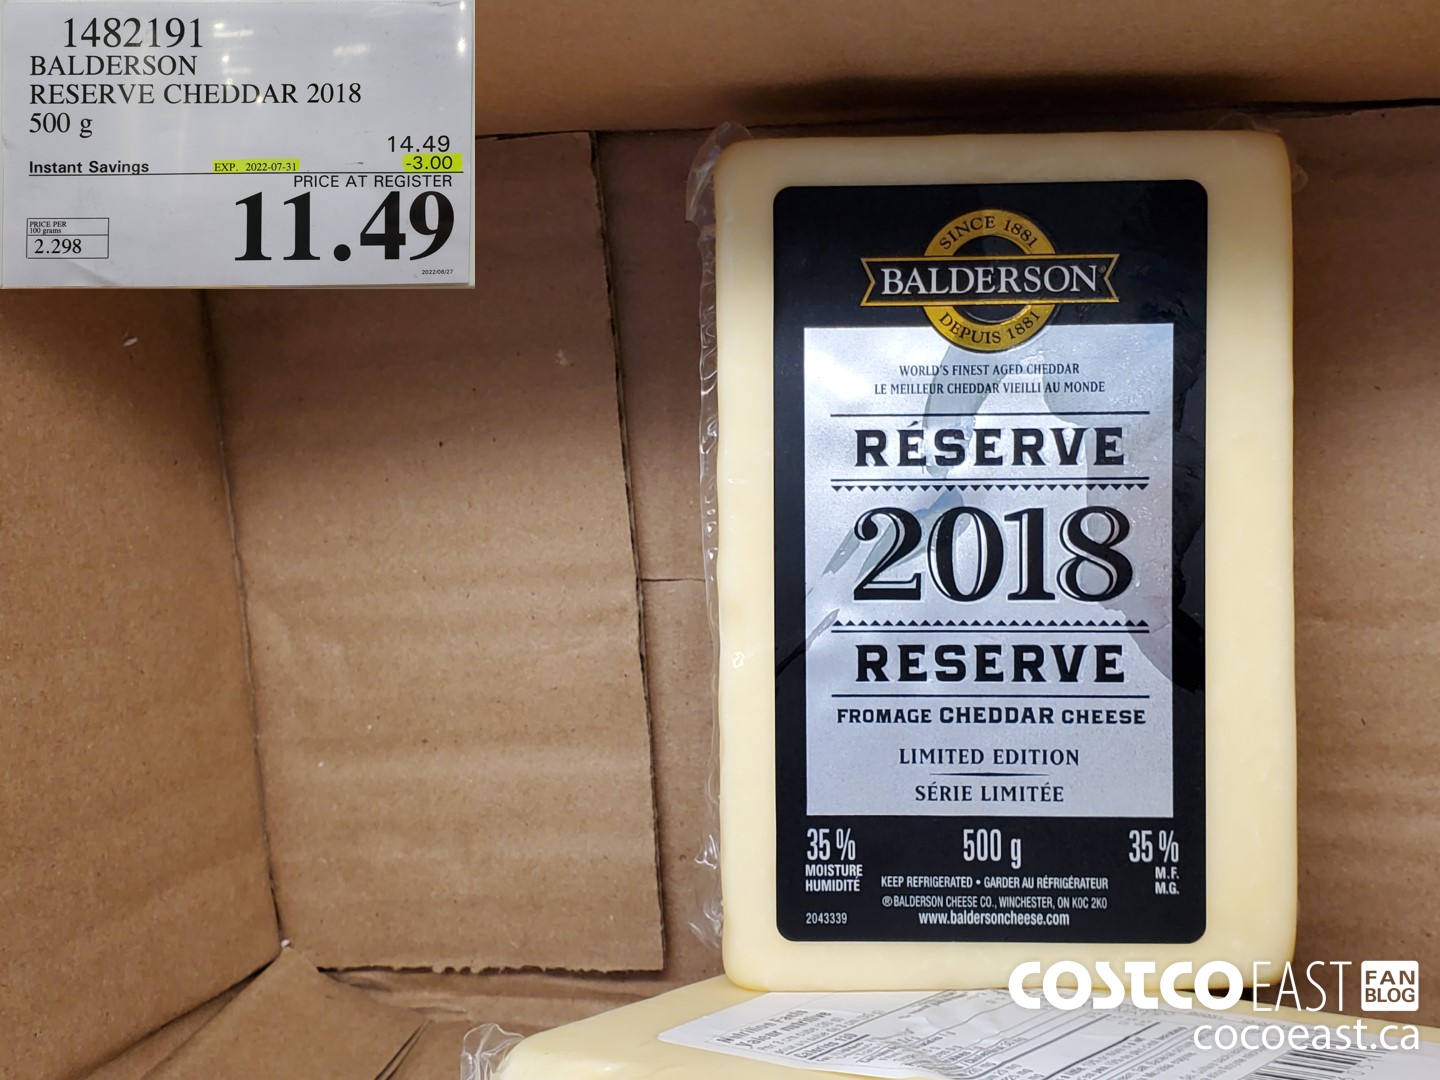 1482191
BALDERSON
RESERVE CHEDDAR 2018
500 g
14.49
Instant Savings EXP. 2022-07-31 -3.00
PRICE AT REGISTER
11.49
PRICE PER
100 grams
2.298
2022/06/27
SINCE 1881
BALDERSON®
DEPUIS 1881
WORLD'S FINEST AGED CHEDDAR
LE MEILLEUR CHEDDAR VIEILLI AU MONDE
RÉSERVE
2018
RESERVE
FROMAGE CHEDDAR CHEESE
LIMITED EDITION
SÉRIE LIMITÉE
35 % 500 g 35 %
MOISTURE M.F.
HUMIDITÉ M.G.
KEEP REFRIGERATED • GARDER AU RÉFRIGÉRATEUR
® BALDERSON CHEESE CO., WINCHESTER, ON K0C 2K0
2043339 www.baldersoncheese.com
COSTCO EAST FAN BLOG
cocoeast.ca